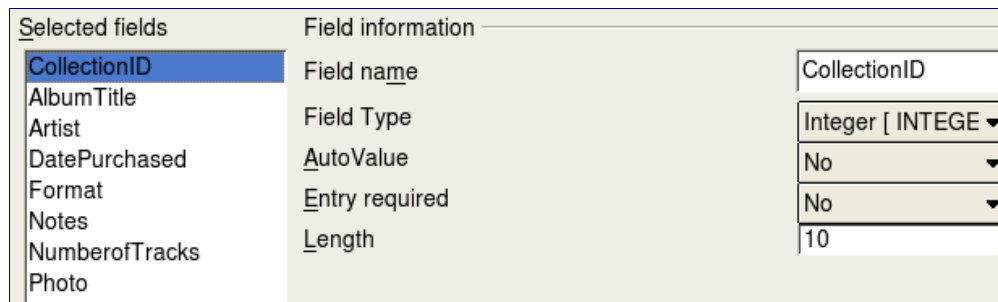 Selected fields
CollectionID
AlbumTitle
Artist
DatePurchased
Format
Notes
NumberofTracks
Photo
Field information
Field name CollectionID
Field Type Integer [ INTEGE
AutoValue No
Entry required No
Length 10